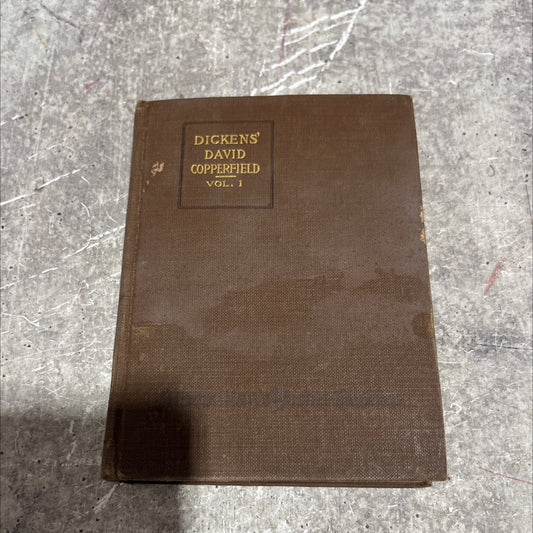 DICKENS'
DAVID
COPPERFIELD
VOL. I